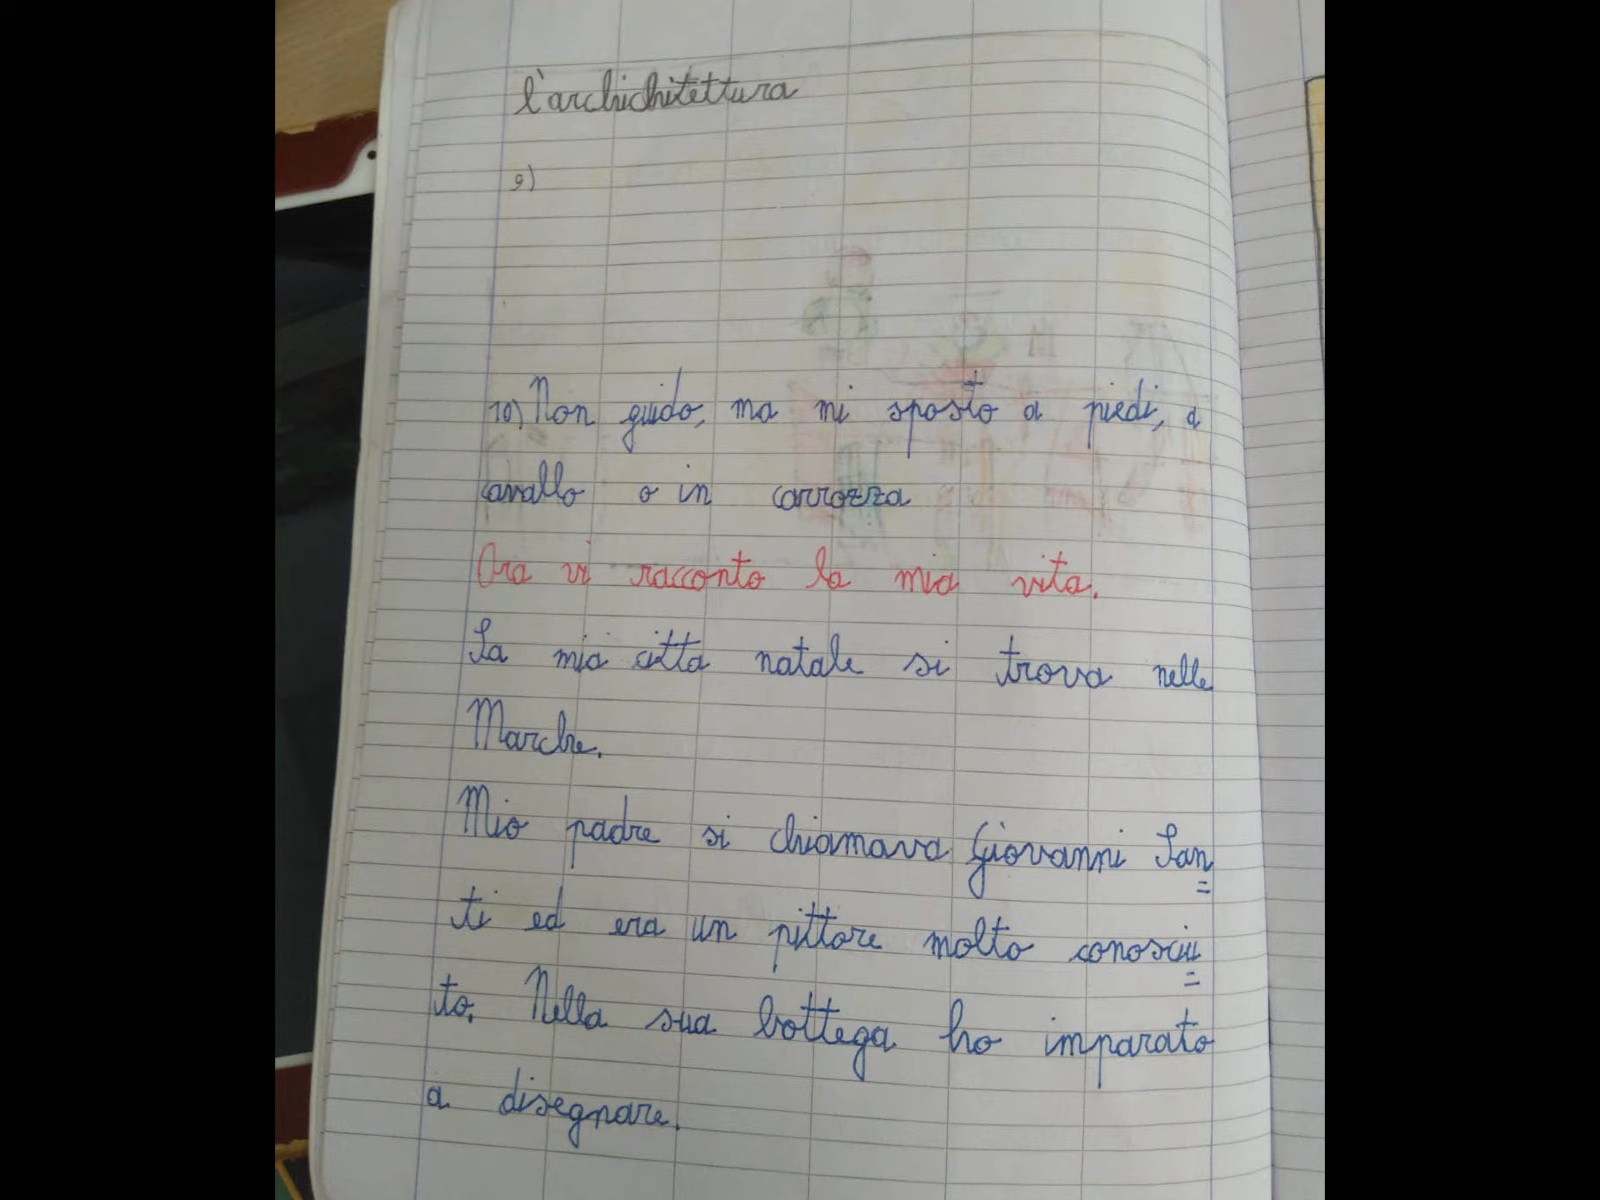 l'archichitettura
9)
10) Non guido, ma mi sposto a piedi, a
cavallo o in carrozza
Ora vi racconto la mia vita.
La mia citta natale si trova nelle
Marche.
Mio padre si chiamava Giovanni San=
ti ed era un pittore molto conosciu=
to. Nella sua bottega ho imparato
a disegnare.